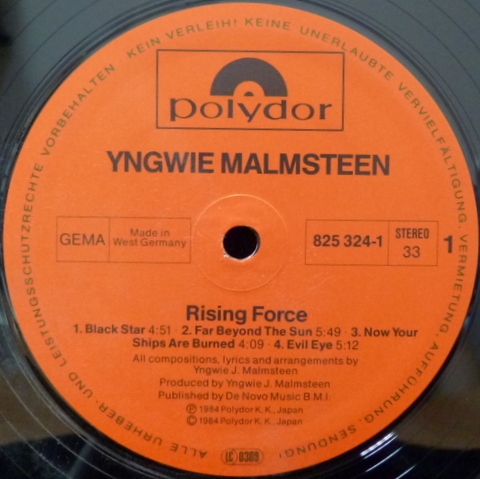 polydor
YNGWIE MALMSTEEN
GEMA
Made in
West Germany
825 324-1
STEREO
33
1
Rising Force
1. Black Star 4:51 · 2. Far Beyond The Sun 5:49 · 3. Now Your
Ships Are Burned 4:09 · 4. Evil Eye 5:12
All compositions, lyrics and arrangements by
Yngwie J. Malmsteen
Produced by Yngwie J. Malmsteen
Published by De Novo Music B.M.I.
Ⓟ 1984 Polydor K.K., Japan
© 1984 Polydor K.K., Japan
LC 0309
ALLE URHEBER- UND LEISTUNGSSCHUTZRECHTE VORBEHALTEN. KEIN VERLEIH! KEINE UNERLAUBTE VERVIELFÄLTIGUNG, VERMIETUNG, AUFFÜHRUNG, SENDUNG!